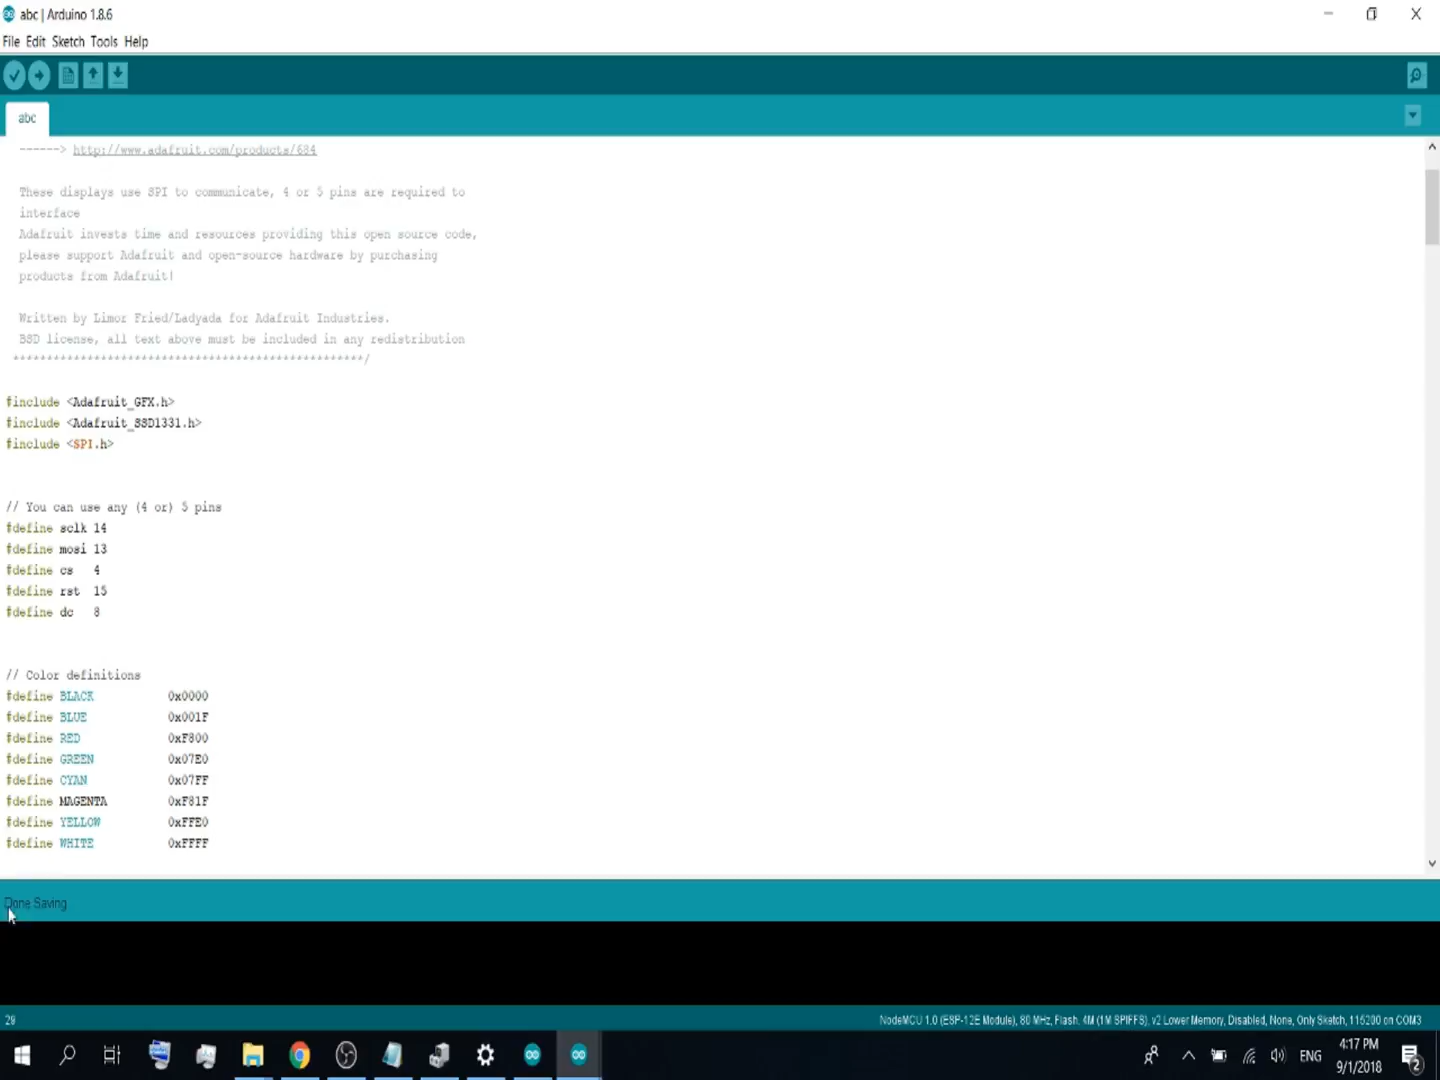 abc | Arduino 1.8.6
File Edit Sketch Tools Help
abc
------> http://www.adafruit.com/products/684
These displays use SPI to communicate, 4 or 5 pins are required to
interface
Adafruit invests time and resources providing this open source code,
please support Adafruit and open-source hardware by purchasing
products from Adafruit!
Written by Limor Fried/Ladyada for Adafruit Industries.
BSD license, all text above must be included in any redistribution
****************************************************/
#include <Adafruit_GFX.h>
#include <Adafruit_SSD1331.h>
#include <SPI.h>
// You can use any (4 or) 5 pins
#define sclk 14
#define mosi 13
#define cs 4
#define rst 15
#define dc 8
// Color definitions
#define BLACK 0x0000
#define BLUE 0x001F
#define RED 0xF800
#define GREEN 0x07E0
#define CYAN 0x07FF
#define MAGENTA 0xF81F
#define YELLOW 0xFFE0
#define WHITE 0xFFFF
Done Saving
29
NodeMCU 1.0 (ESP-12E Module), 80 MHz, Flash, 4M (1M SPIFFS), v2 Lower Memory, Disabled, None, Only Sketch, 115200 on COM3
ENG
4:17 PM
9/1/2018
2